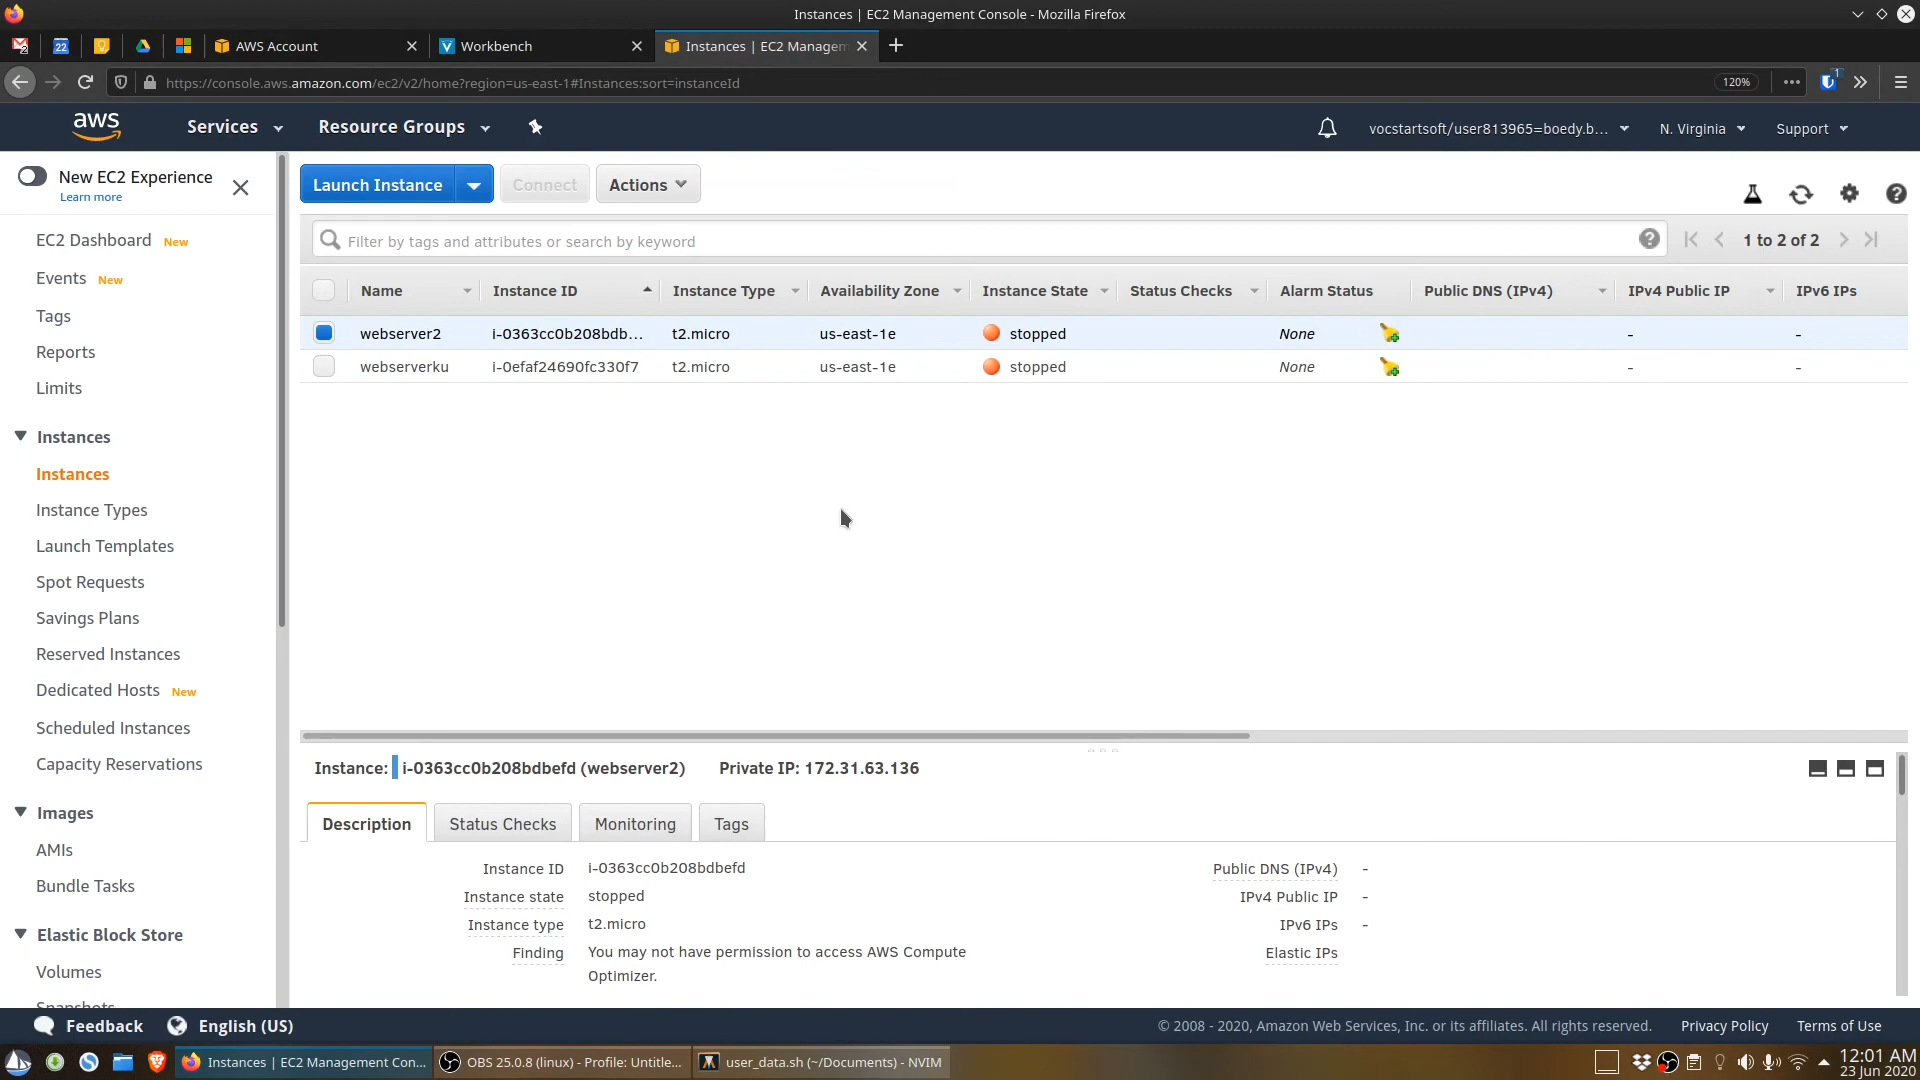 Instances | EC2 Management Console - Mozilla Firefox
22
AWS Account
Workbench
Instances | EC2 Managem
https://console.aws.amazon.com/ec2/v2/home?region=us-east-1#Instances:sort=instanceId
120%
1
aws
Services
Resource Groups
vocstartsoft/user813965=boedy.b...
N. Virginia
Support
New EC2 Experience
Learn more
Launch Instance
Connect
Actions
Filter by tags and attributes or search by keyword
1 to 2 of 2
Name
Instance ID
Instance Type
Availability Zone
Instance State
Status Checks
Alarm Status
Public DNS (IPv4)
IPv4 Public IP
IPv6 IPs
webserver2 i-0363cc0b208bdb... t2.micro us-east-1e stopped None - -
webserverku i-0efaf24690fc330f7 t2.micro us-east-1e stopped None - -
EC2 Dashboard New
Events New
Tags
Reports
Limits
Instances
Instances
Instance Types
Launch Templates
Spot Requests
Savings Plans
Reserved Instances
Dedicated Hosts New
Scheduled Instances
Capacity Reservations
Images
AMIs
Bundle Tasks
Elastic Block Store
Volumes
Snapshots
Instance: i-0363cc0b208bdbefd (webserver2) Private IP: 172.31.63.136
Description
Status Checks
Monitoring
Tags
Instance ID i-0363cc0b208bdbefd
Instance state stopped
Instance type t2.micro
Finding You may not have permission to access AWS Compute
Optimizer.
Public DNS (IPv4) -
IPv4 Public IP -
IPv6 IPs -
Elastic IPs
Feedback
English (US)
© 2008 - 2020, Amazon Web Services, Inc. or its affiliates. All rights reserved.
Privacy Policy
Terms of Use
Instances | EC2 Management Con...
OBS 25.0.8 (linux) - Profile: Untitle...
user_data.sh (~/Documents) - NVIM
12:01 AM
23 Jun 2020